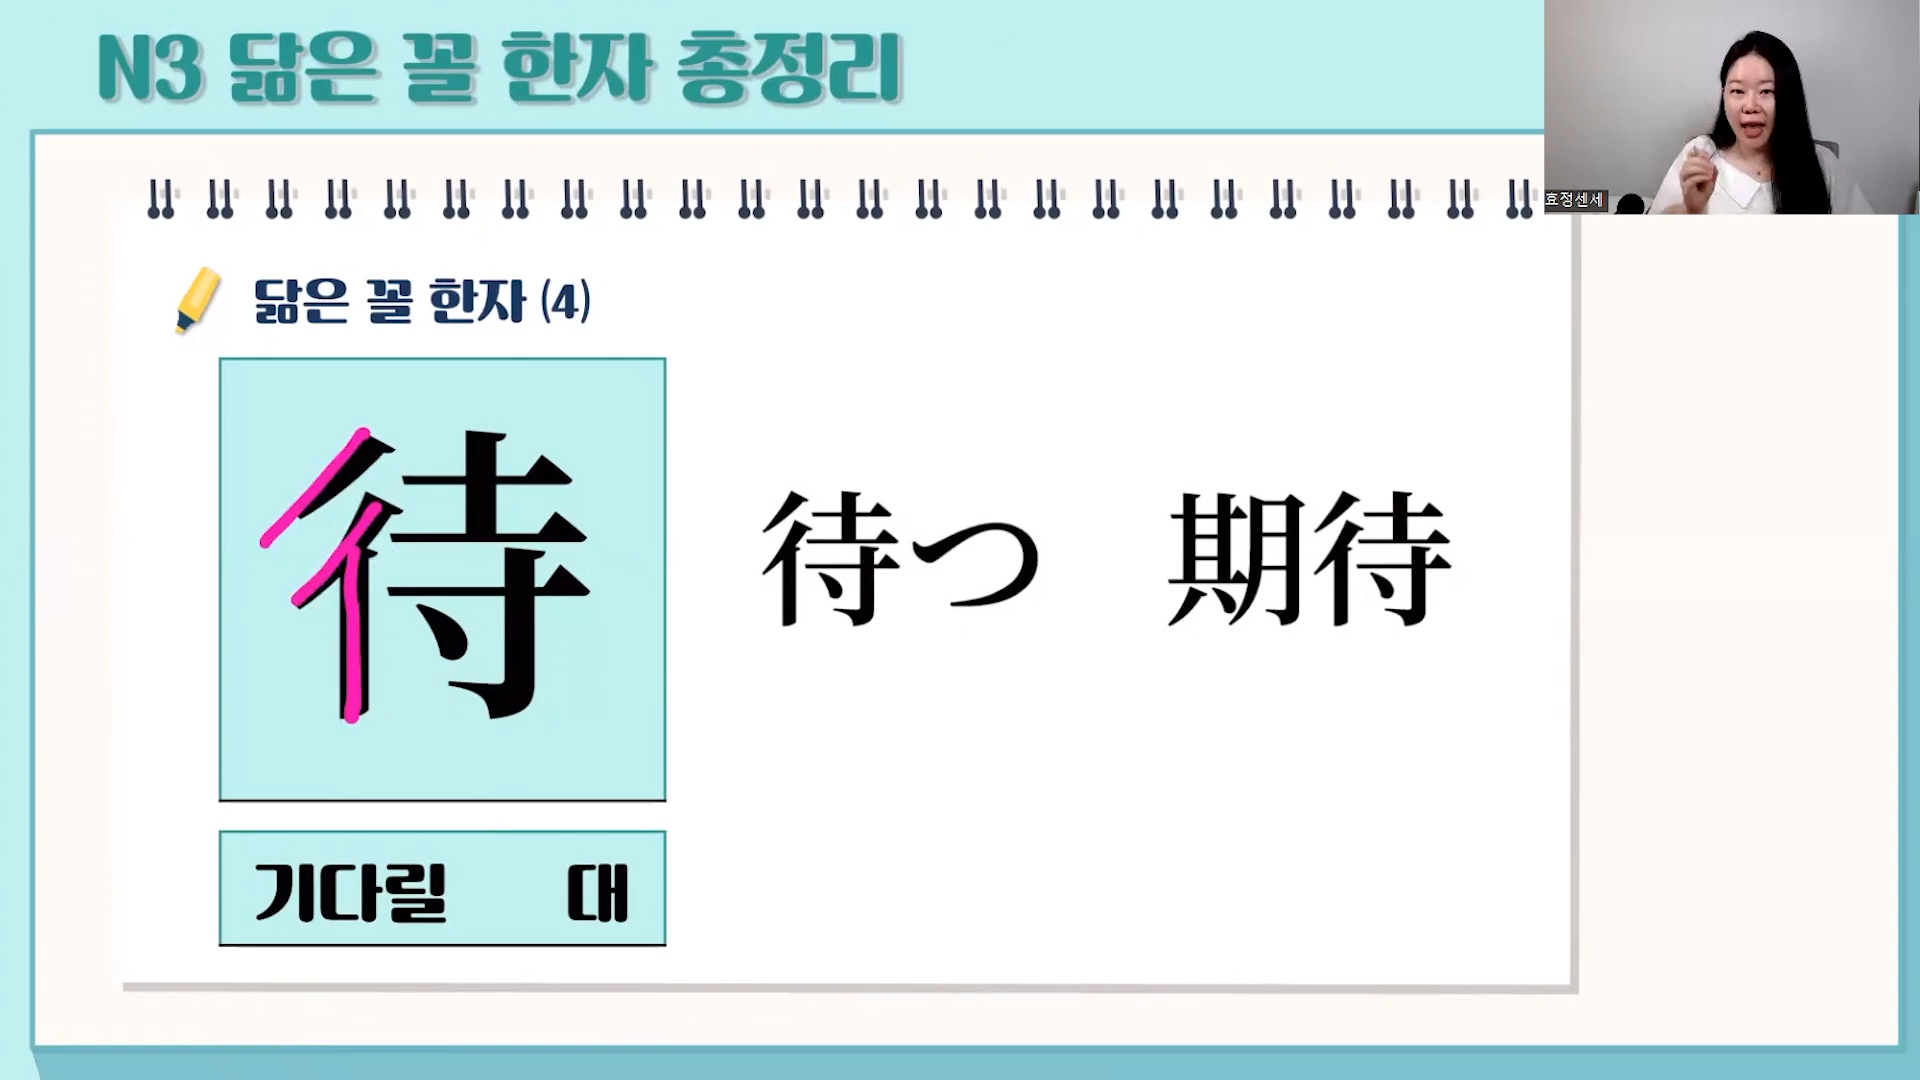 N3 닮은 꼴 한자 총정리
효정센세
닮은 꼴 한자 (4)
待
待つ 期待
기다릴 대